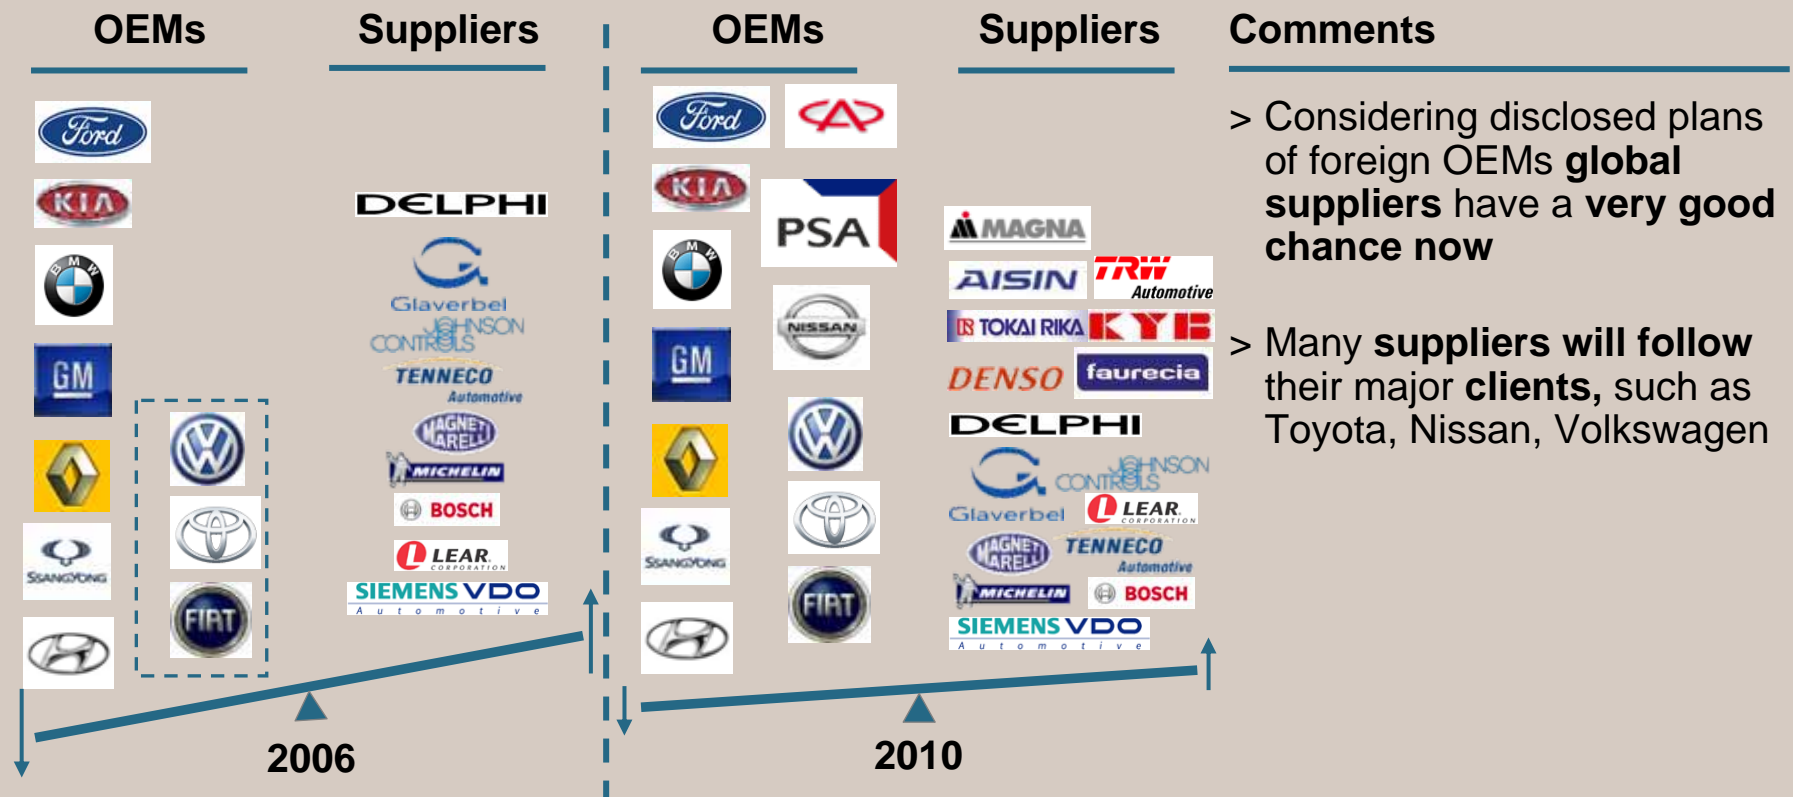 OEMs
Suppliers
OEMs
Suppliers
Comments
Ford
KIA
BMW
GM
SSANGYONG
VW
FIAT
DELPHI
Glaverbel
JOHNSON
CONTROLS
TENNECO
Automotive
MAGNETI
MARELLI
MICHELIN
BOSCH
LEAR.
CORPORATION
SIEMENS VDO
Automotive
2006
Ford
KIA
PSA
BMW
NISSAN
GM
VW
SSANGYONG
FIAT
MAGNA
AISIN
TRW
Automotive
TOKAI RIKA
KYB
DENSO
faurecia
DELPHI
Glaverbel
JOHNSON
CONTROLS
LEAR.
CORPORATION
MAGNETI
MARELLI
TENNECO
Automotive
MICHELIN
BOSCH
SIEMENS VDO
Automotive
2010
> Considering disclosed plans
of foreign OEMs global
suppliers have a very good
chance now
> Many suppliers will follow
their major clients, such as
Toyota, Nissan, Volkswagen